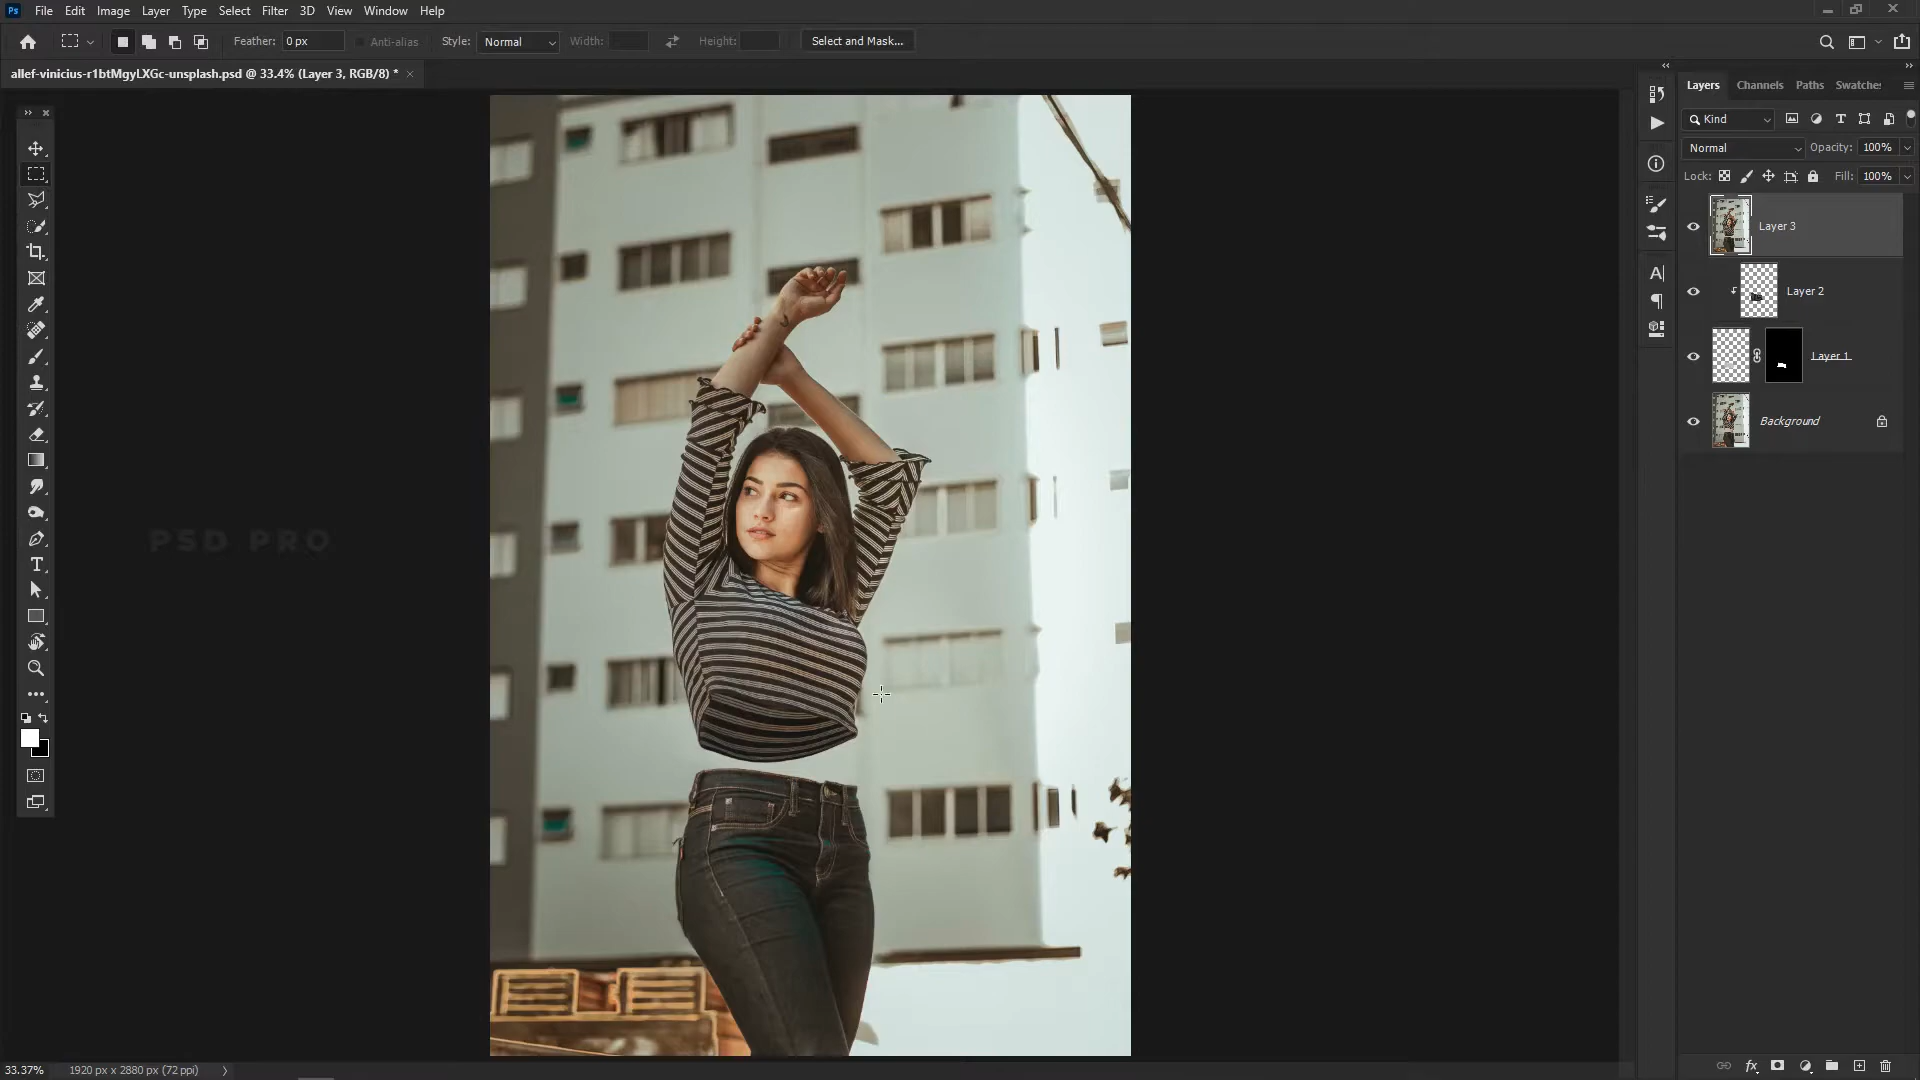 Ps File Edit Image Layer Type Select Filter 3D View Window Help
Feather: 0 px Anti-alias Style: Normal Width: Height: Select and Mask...
allef-vinicius-r1btMgyLXGc-unsplash.psd @ 33.4% (Layer 3, RGB/8) *
Layers Channels Paths Swatches
Kind
Normal Opacity: 100%
Lock: Fill: 100%
Layer 3
Layer 2
Layer 1
Background
PSD PRO
33.37% 1920 px x 2880 px (72 ppi)